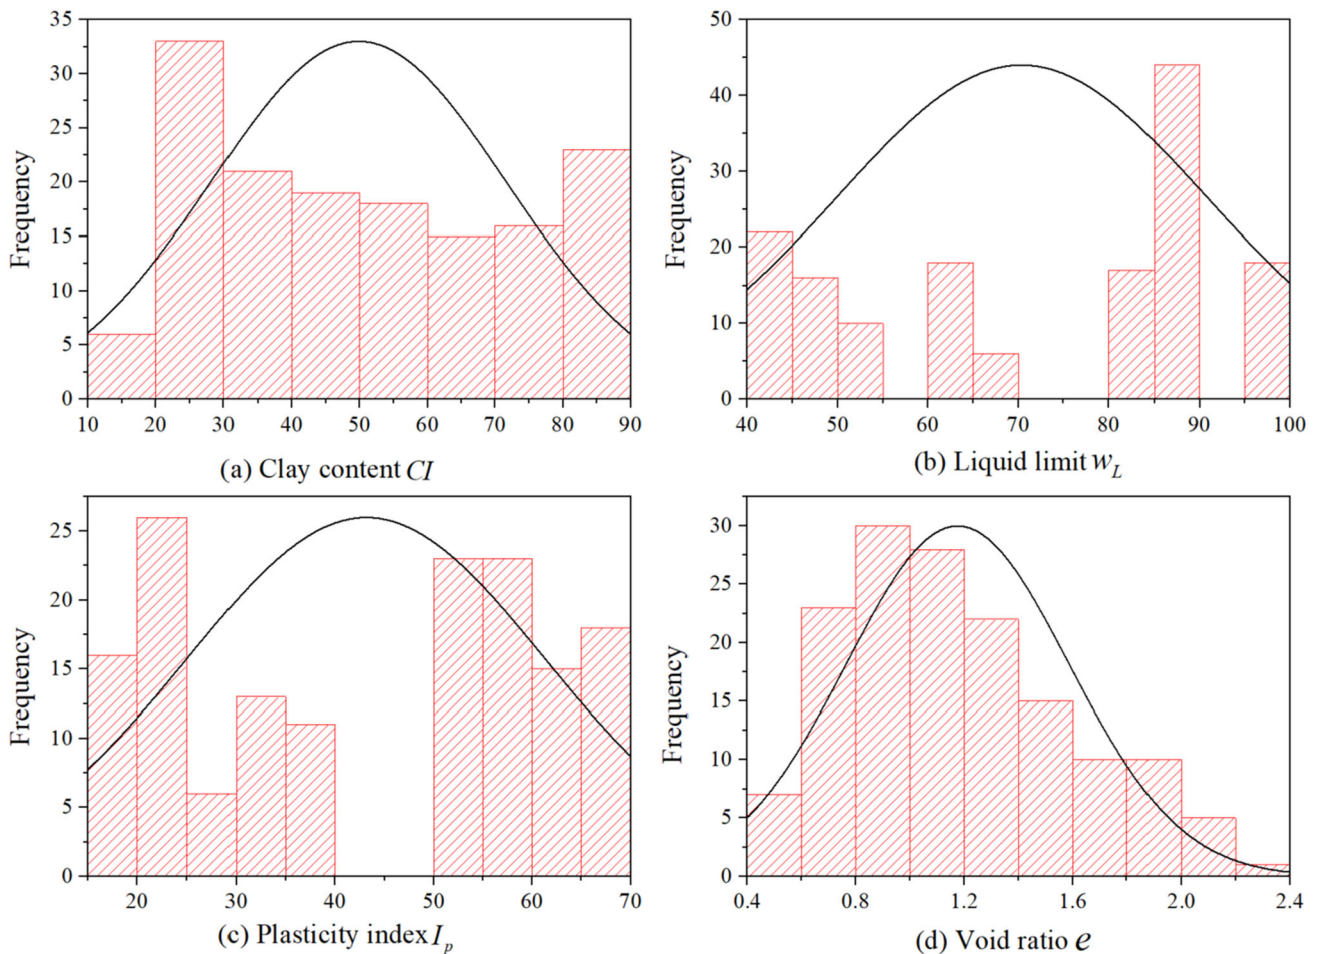 35
30
25
20
15
10
5
0
Frequency
10 20 30 40 50 60 70 80 90
(a) Clay content CI
50
40
30
20
10
0
Frequency
40 50 60 70 80 90 100
(b) Liquid limit w_L
25
20
15
10
5
0
Frequency
20 30 40 50 60 70
(c) Plasticity index I_p
30
25
20
15
10
5
0
Frequency
0.4 0.8 1.2 1.6 2.0 2.4
(d) Void ratio e